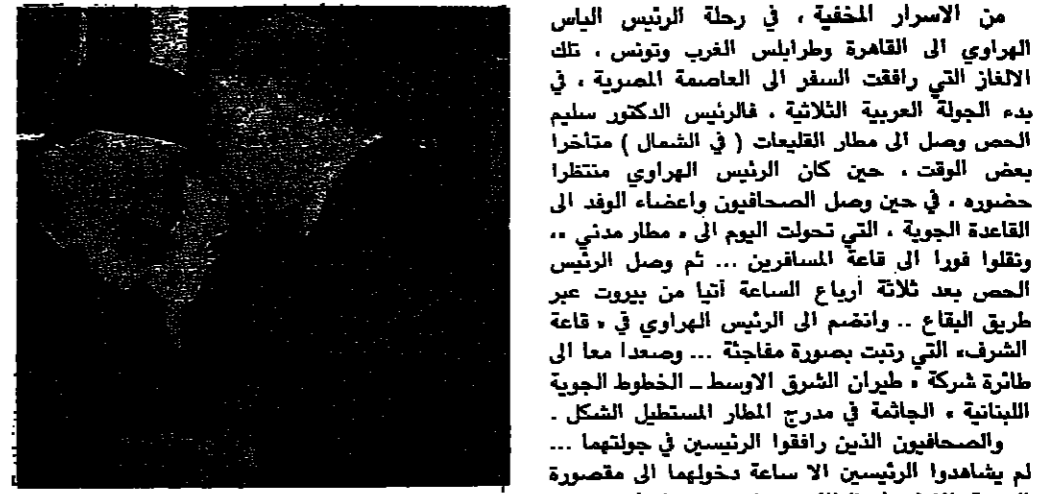 من الاسرار المخفية ، في رحلة الرئيس الياس
الهراوي الى القاهرة وطرابلس الغرب وتونس ، تلك
الالغاز التي رافقت السفر الى العاصمة المصرية ، في
بدء الجولة العربية الثلاثية . فالرئيس الدكتور سليم
الحص وصل الى مطار القليعات ( في الشمال ) متأخرا
بعض الوقت ، حين كان الرئيس الهراوي منتظرا
حضوره ، في حين وصل الصحافيون واعضاء الوفد الى
القاعدة الجوية ، التي تحولت اليوم الى « مطار مدني »،
ونقلوا فورا الى قاعة المسافرين ... ثم وصل الرئيس
الحص بعد ثلاثة أرباع الساعة آتيا من بيروت عبر
طريق البقاع .. وانضم الى الرئيس الهراوي في « قاعة
الشرف» التي رتبت بصورة مفاجئة ... وصعدا معا الى
طائرة شركة « طيران الشرق الاوسط ــ الخطوط الجوية
اللبنانية » الجاثمة في مدرج المطار المستطيل الشكل .
والصحافيون الذين رافقوا الرئيسين في جولتهما ...
لم يشاهدوا الرئيسين الا ساعة دخولهما الى مقصورة